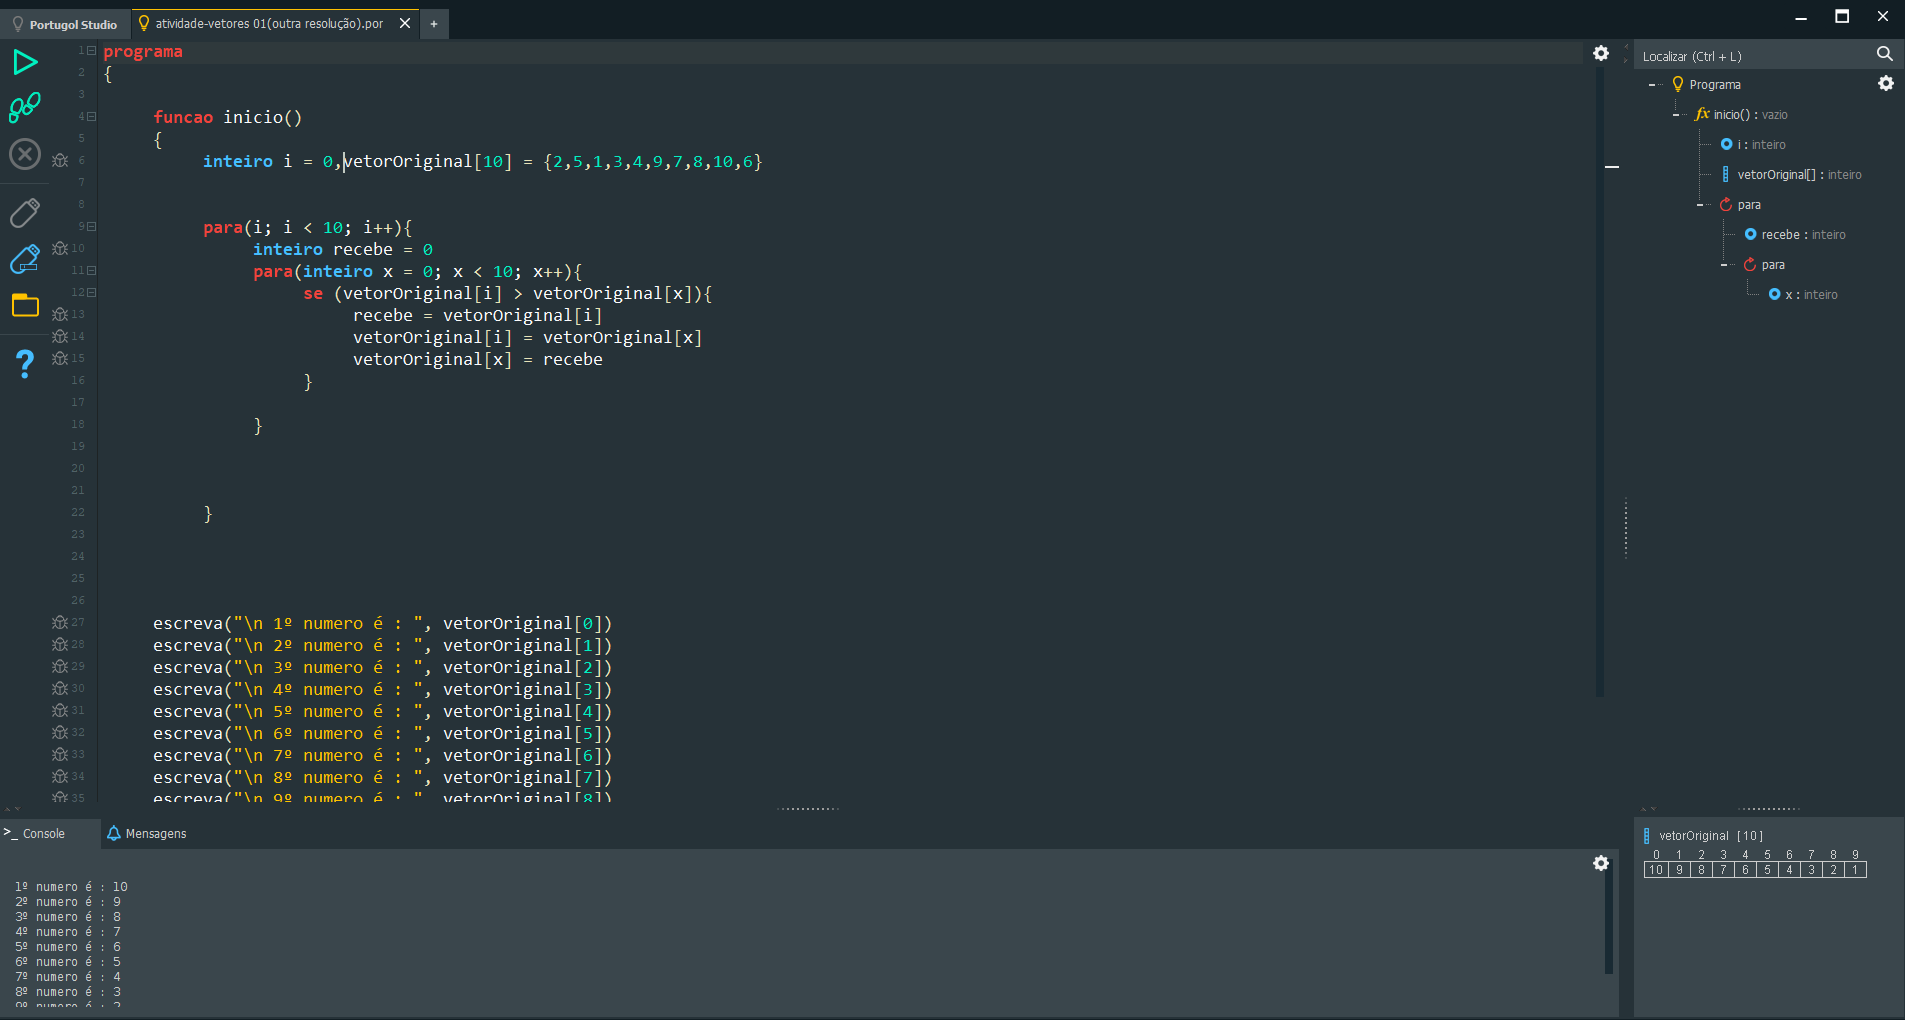 Portugol Studio
atividade-vetores 01(outra resolução).por
+
1 programa
2 {
3
4 funcao inicio()
5 {
6 inteiro i = 0,vetorOriginal[10] = {2,5,1,3,4,9,7,8,10,6}
7
8
9 para(i; i < 10; i++){
10 inteiro recebe = 0
11 para(inteiro x = 0; x < 10; x++){
12 se (vetorOriginal[i] > vetorOriginal[x]){
13 recebe = vetorOriginal[i]
14 vetorOriginal[i] = vetorOriginal[x]
15 vetorOriginal[x] = recebe
16 }
17
18 }
19
20
21
22 }
23
24
25
26
27 escreva("\n 1º numero é : ", vetorOriginal[0])
28 escreva("\n 2º numero é : ", vetorOriginal[1])
29 escreva("\n 3º numero é : ", vetorOriginal[2])
30 escreva("\n 4º numero é : ", vetorOriginal[3])
31 escreva("\n 5º numero é : ", vetorOriginal[4])
32 escreva("\n 6º numero é : ", vetorOriginal[5])
33 escreva("\n 7º numero é : ", vetorOriginal[6])
34 escreva("\n 8º numero é : ", vetorOriginal[7])
35 escreva("\n 9º numero é : ", vetorOriginal[8])
Localizar (Ctrl + L)
Programa
fx inicio() : vazio
i : inteiro
vetorOriginal[] : inteiro
para
recebe : inteiro
para
x : inteiro
>_ Console
Mensagens
1º numero é : 10
2º numero é : 9
3º numero é : 8
4º numero é : 7
5º numero é : 6
6º numero é : 5
7º numero é : 4
8º numero é : 3
9º numero é : 2
vetorOriginal [10]
0 1 2 3 4 5 6 7 8 9
10 9 8 7 6 5 4 3 2 1